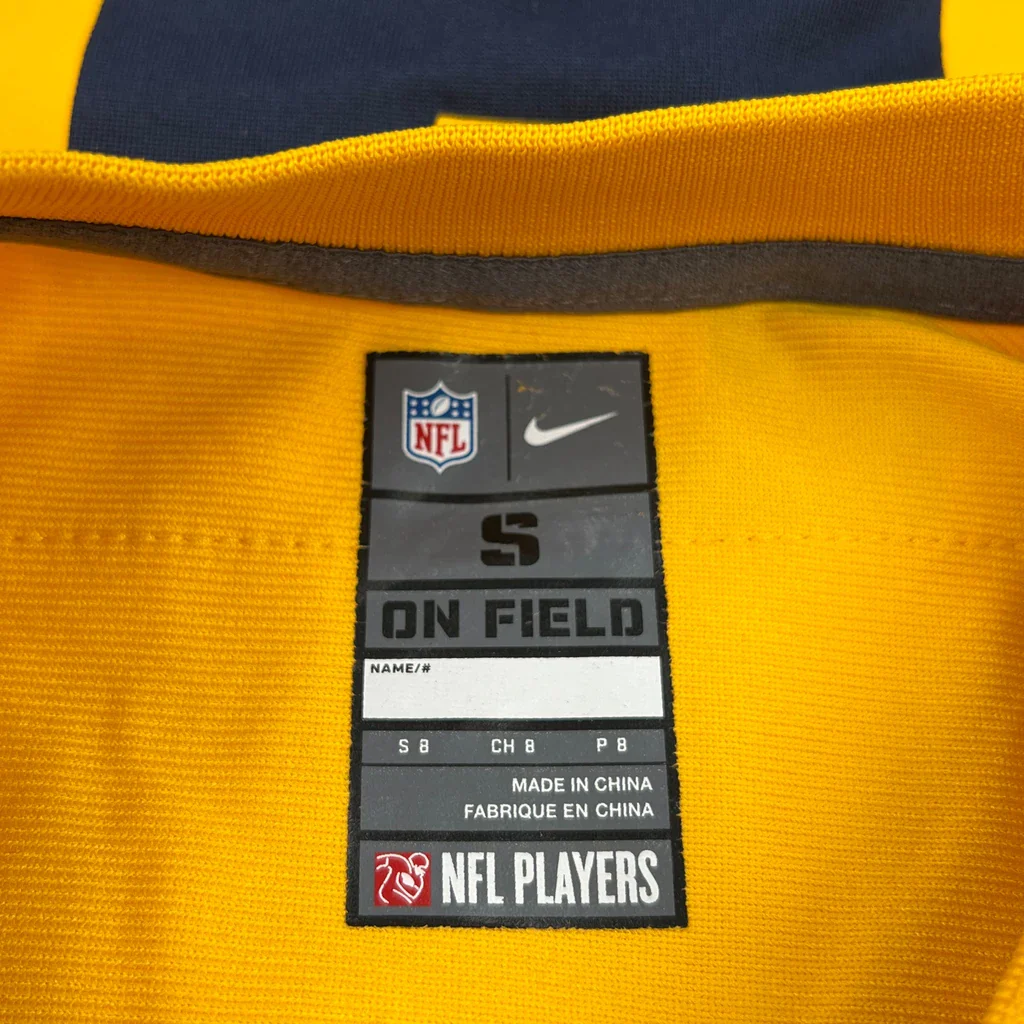 NFL
S
ON FIELD
NAME/#
S 8 CH 8 P 8
MADE IN CHINA
FABRIQUE EN CHINA
NFL PLAYERS